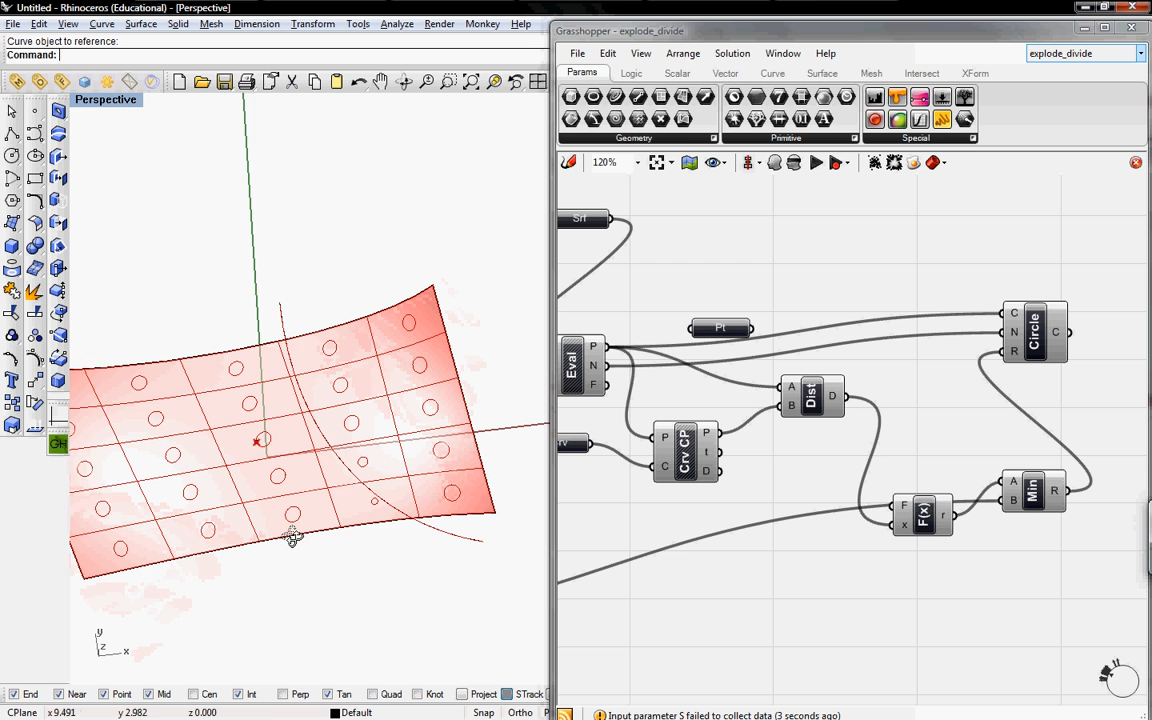 Untitled - Rhinoceros (Educational) - [Perspective]
File Edit View Curve Surface Solid Mesh Dimension Transform Tools Analyze Render Monkey Help
Curve object to reference:
Command:
Perspective
Grasshopper - explode_divide
File Edit View Arrange Solution Window Help
explode_divide
Params Logic Scalar Vector Curve Surface Mesh Intersect XForm
Geometry Primitive Special
120%
Srf
Pt
Eval P N F
Crv CP P C P t D
Dist A B D
F(x) F x r
Min A B R
Circle C N R C
rv
GH
y
z x
End Near Point Mid Cen Int Perp Tan Quad Knot Project STrack
CPlane x 9.491 y 2.982 z 0.000 Default Snap Ortho P
Input parameter S failed to collect data (3 seconds ago)